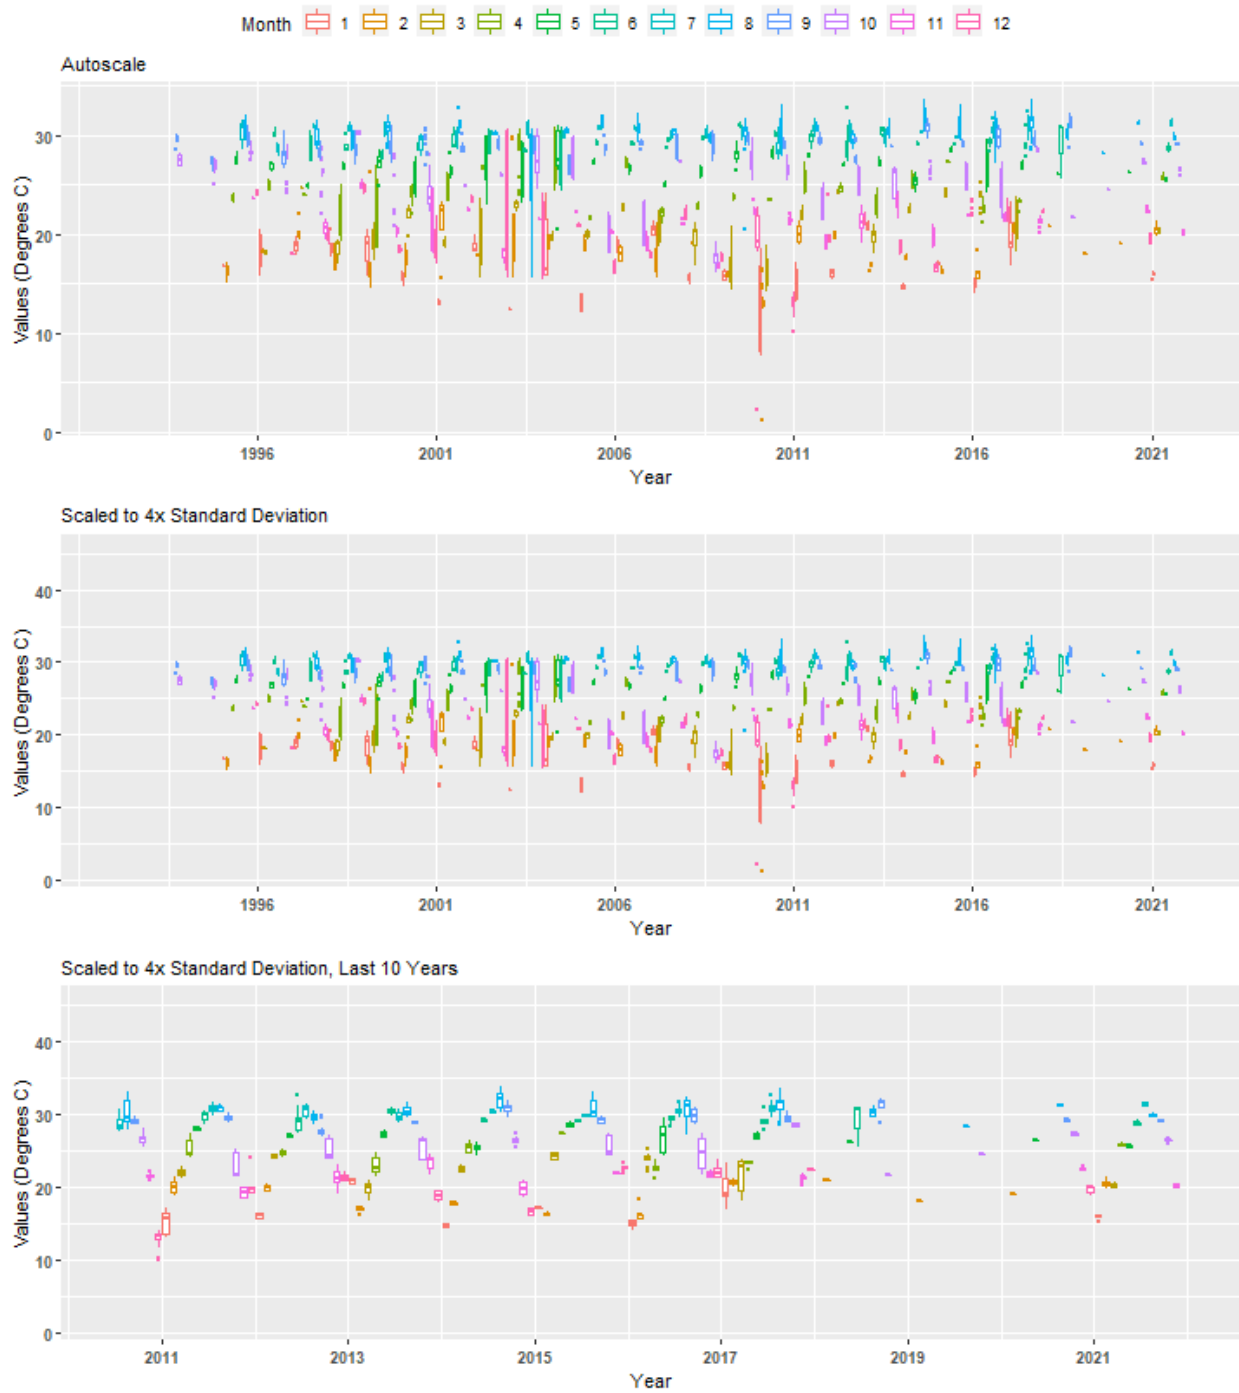 Month 1 2 3 4 5 6 7 8 9 10 11 12
Autoscale
Values (Degrees C)
30
20
10
0
1996 2001 2006 2011 2016 2021
Year
Scaled to 4x Standard Deviation
Values (Degrees C)
40
30
20
10
0
1996 2001 2006 2011 2016 2021
Year
Scaled to 4x Standard Deviation, Last 10 Years
Values (Degrees C)
40
30
20
10
0
2011 2013 2015 2017 2019 2021
Year